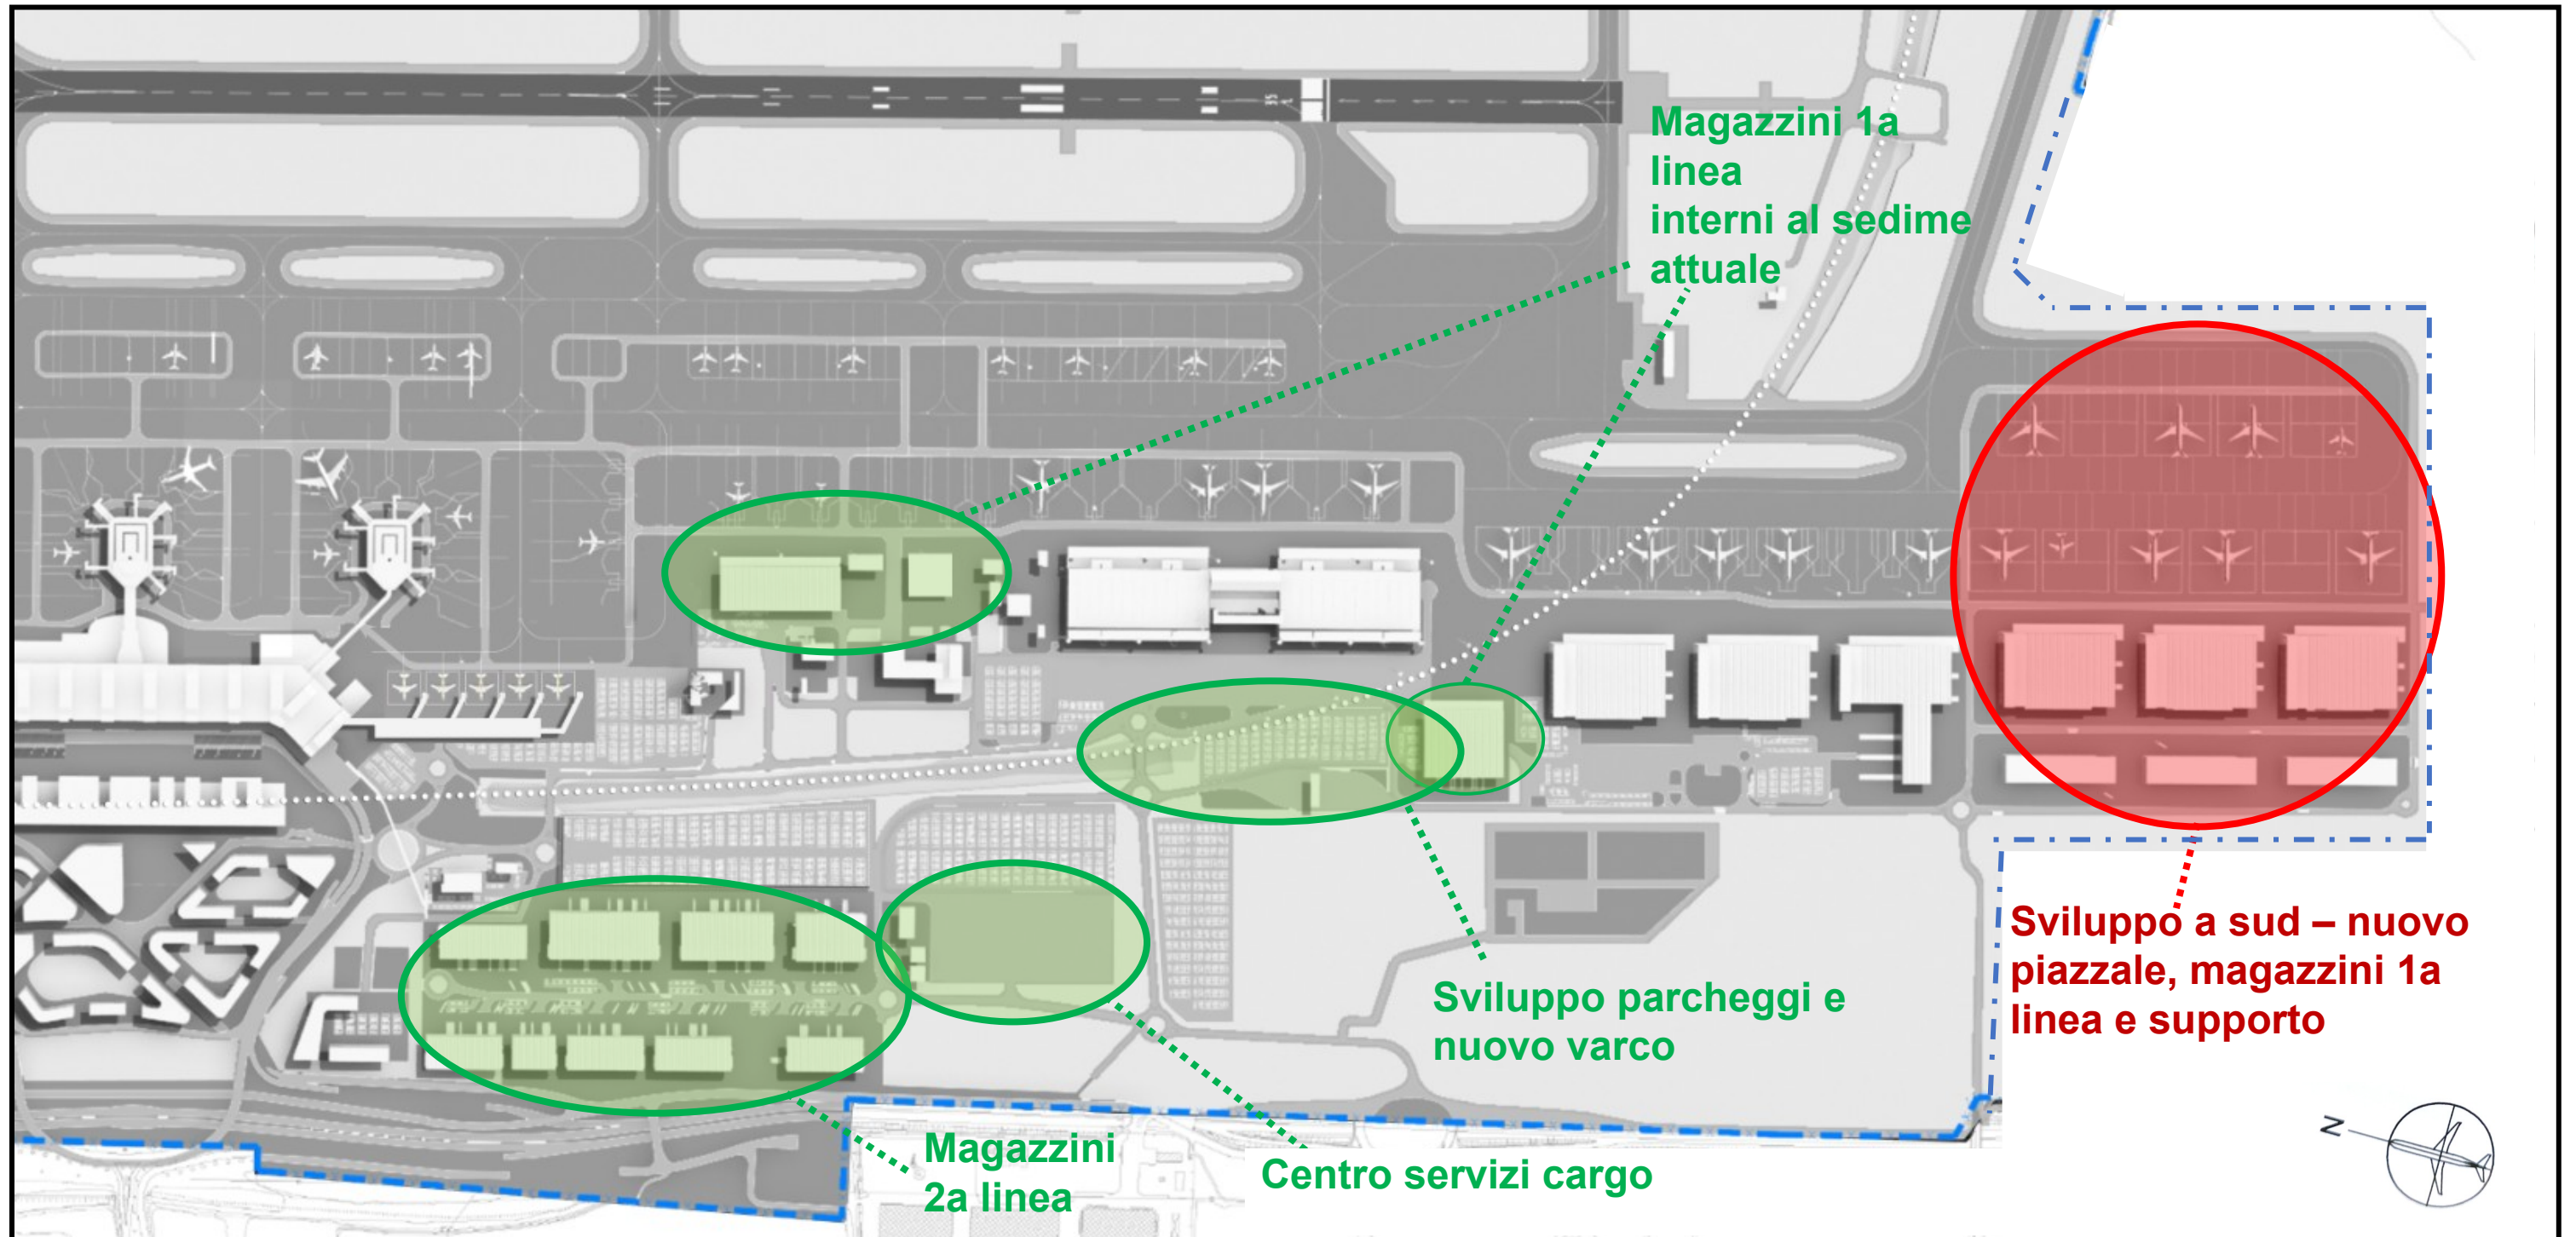 Magazzini 1a
linea
interni al sedime
attuale
35
Sviluppo a sud – nuovo
piazzale, magazzini 1a
linea e supporto
Sviluppo parcheggi e
nuovo varco
Magazzini
2a linea
Centro servizi cargo
N